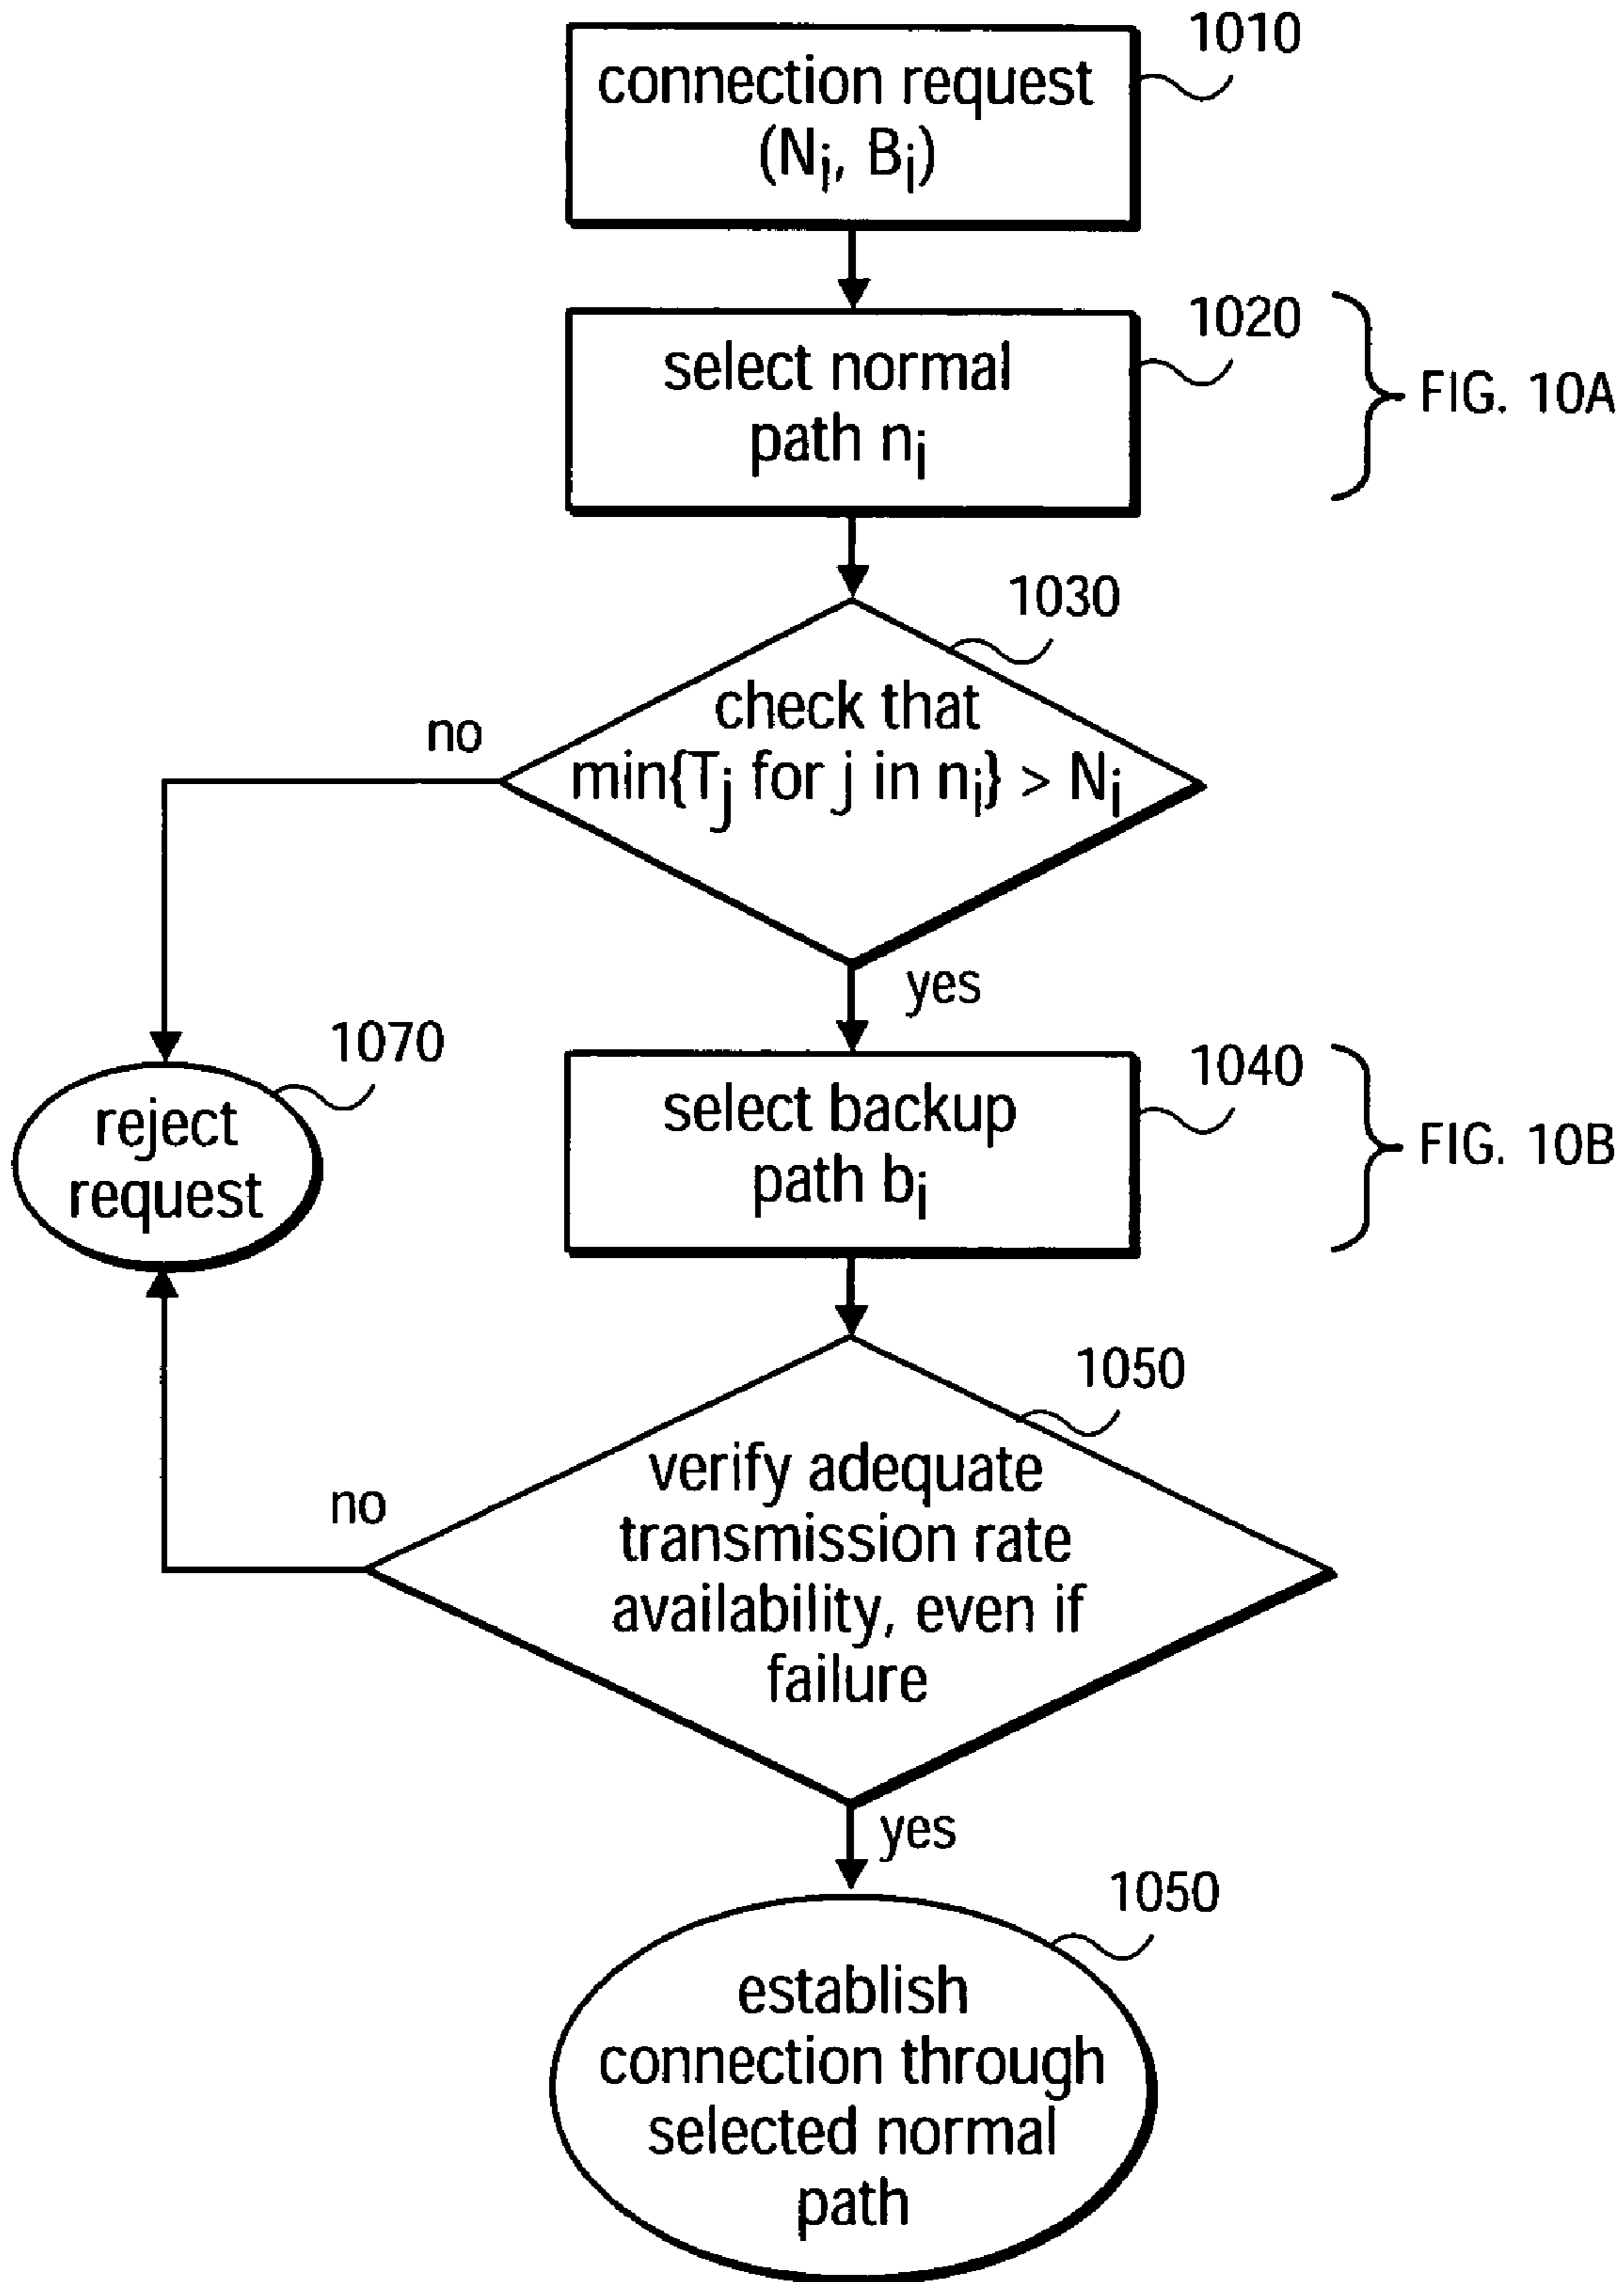 1010
connection request
(Ni, Bi)
1020
select normal
path ni
FIG. 10A
1030
check that
min{Tj for j in ni} > Ni
no
yes
1070
reject
request
1040
select backup
path bi
FIG. 10B
1050
verify adequate
transmission rate
availability, even if
failure
no
yes
1050
establish
connection through
selected normal
path